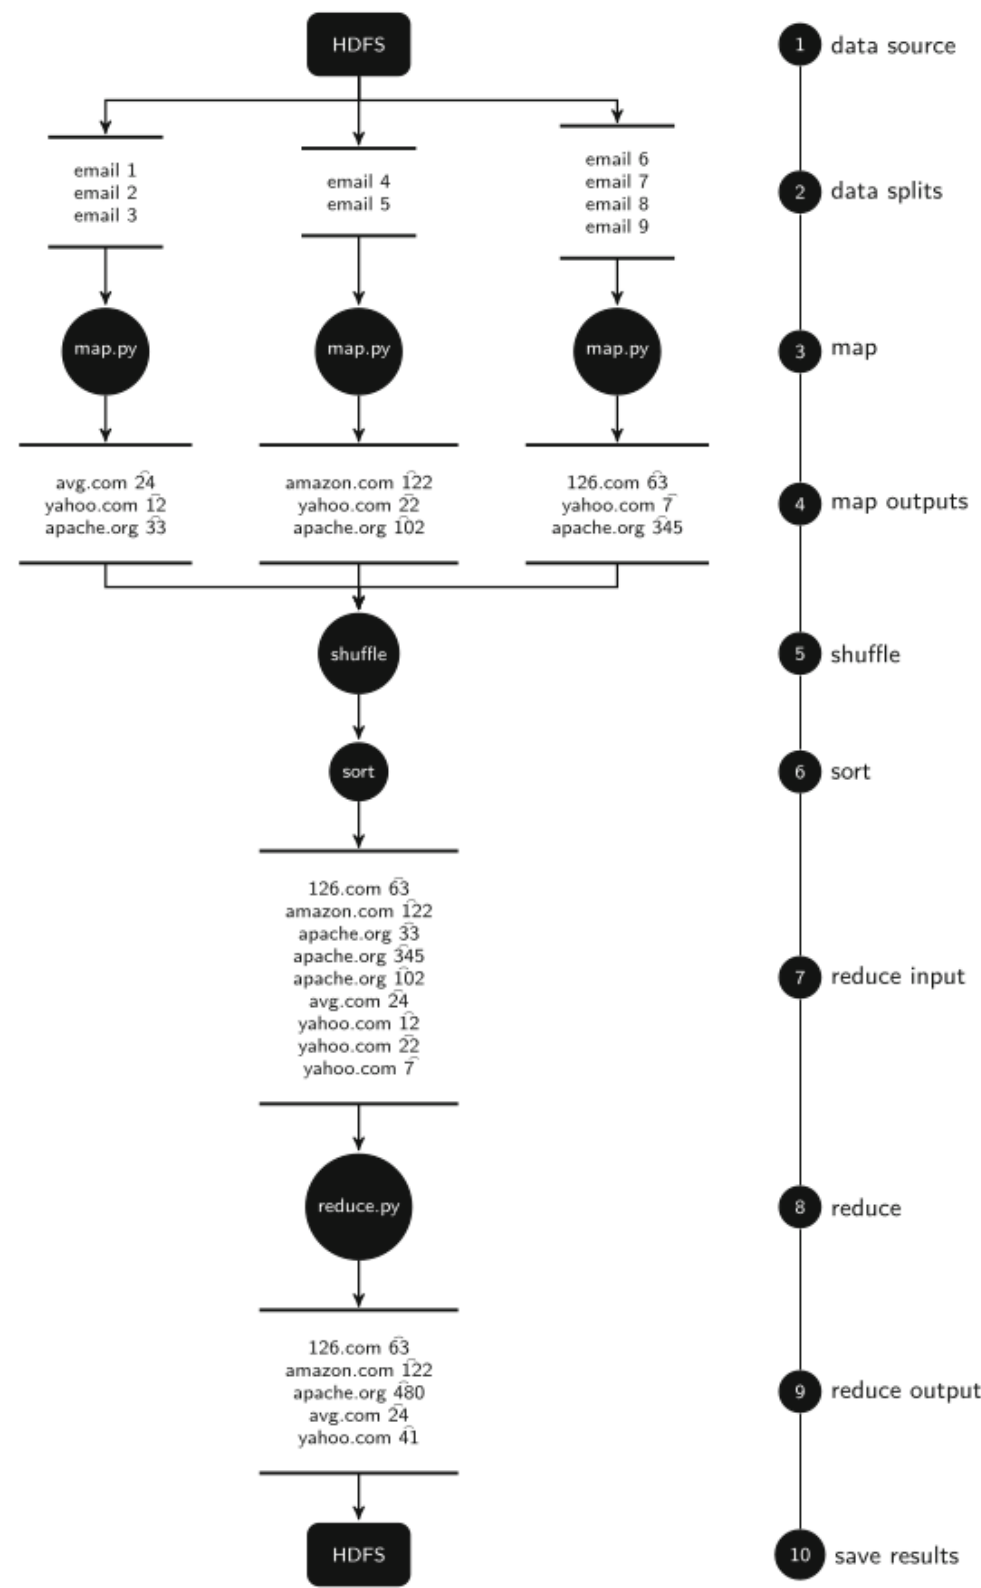 HDFS
1 data source
email 1
email 2
email 3
email 4
email 5
email 6
email 7
email 8
email 9
2 data splits
map.py
map.py
map.py
3 map
avg.com 24
yahoo.com 12
apache.org 33
amazon.com 122
yahoo.com 22
apache.org 102
126.com 63
yahoo.com 7
apache.org 345
4 map outputs
shuffle
5 shuffle
sort
6 sort
126.com 63
amazon.com 122
apache.org 33
apache.org 345
apache.org 102
avg.com 24
yahoo.com 12
yahoo.com 22
yahoo.com 7
7 reduce input
reduce.py
8 reduce
126.com 63
amazon.com 122
apache.org 480
avg.com 24
yahoo.com 41
9 reduce output
HDFS
10 save results